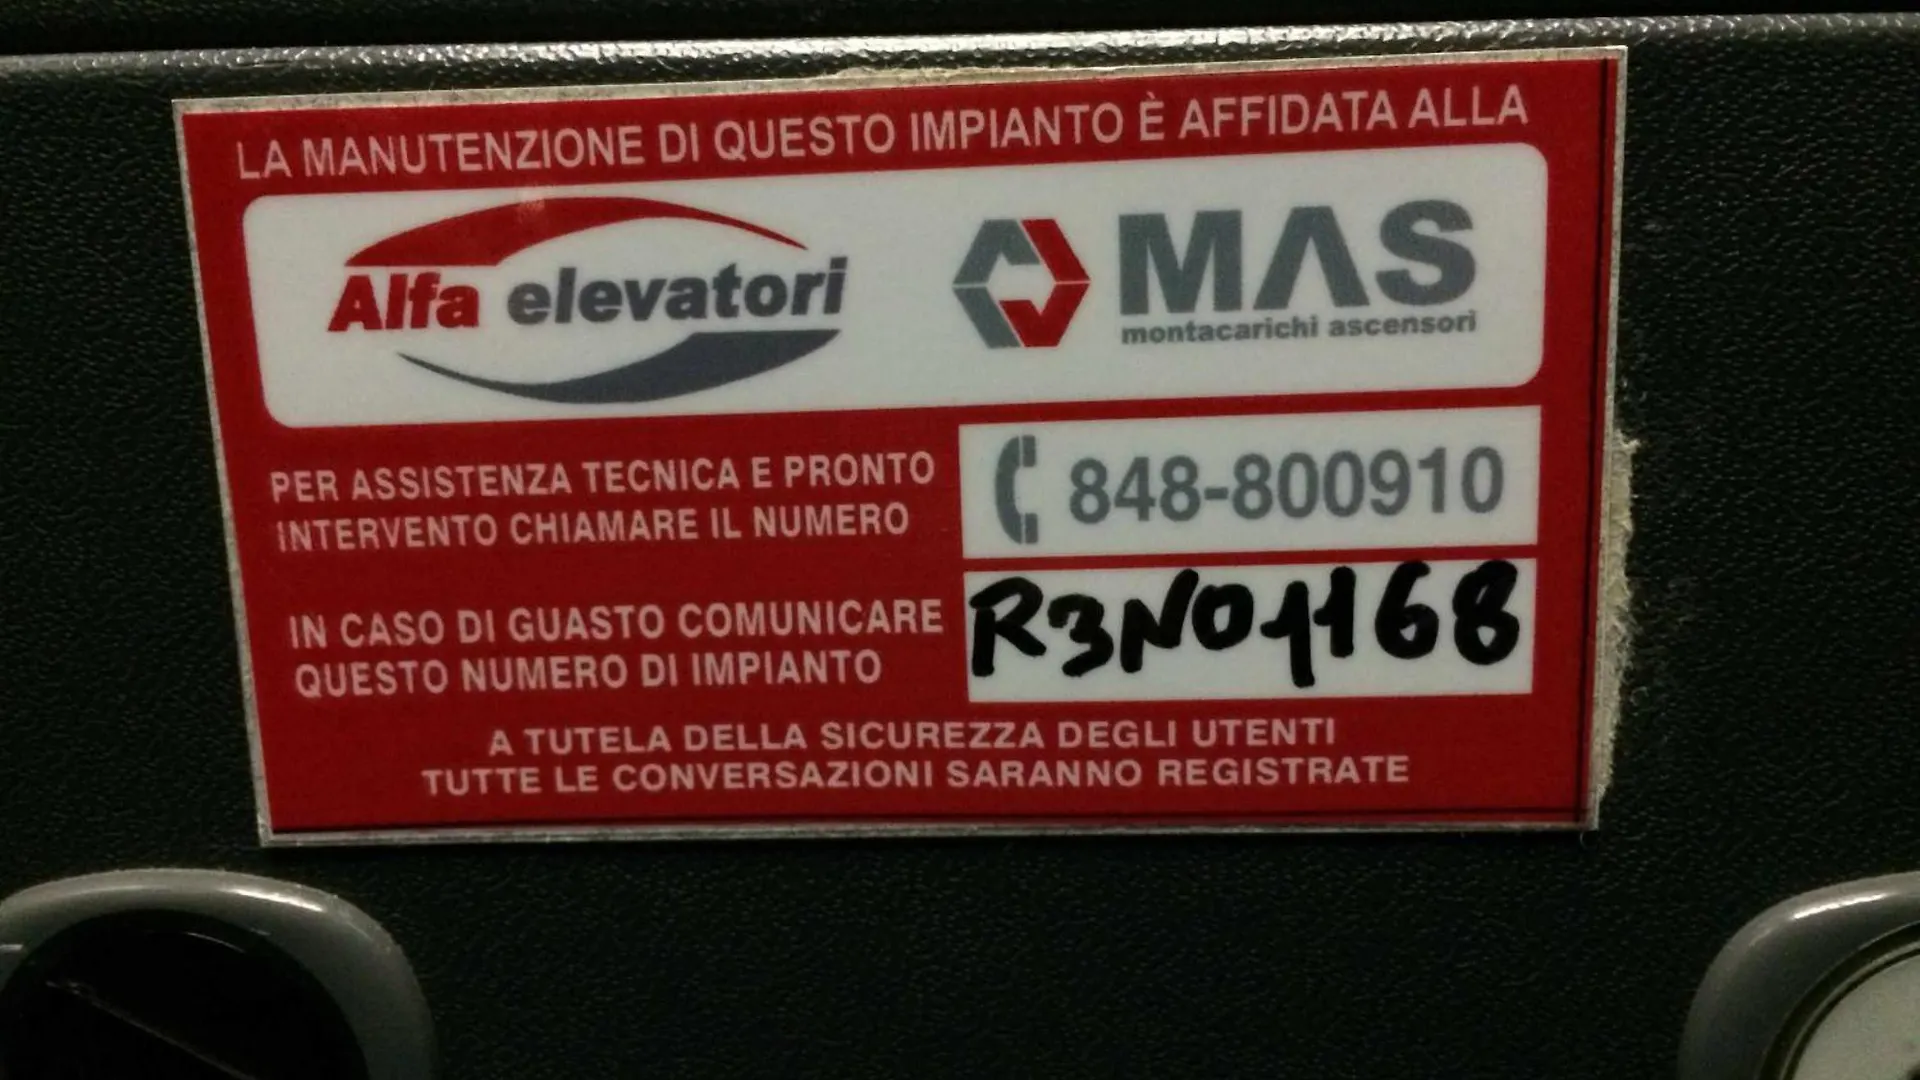 LA MANUTENZIONE DI QUESTO IMPIANTO È AFFIDATA ALLA
Alfa elevatori
MAS
montacarichi ascensori
PER ASSISTENZA TECNICA E PRONTO
INTERVENTO CHIAMARE IL NUMERO
848-800910
IN CASO DI GUASTO COMUNICARE
QUESTO NUMERO DI IMPIANTO
R3N01168
A TUTELA DELLA SICUREZZA DEGLI UTENTI
TUTTE LE CONVERSAZIONI SARANNO REGISTRATE